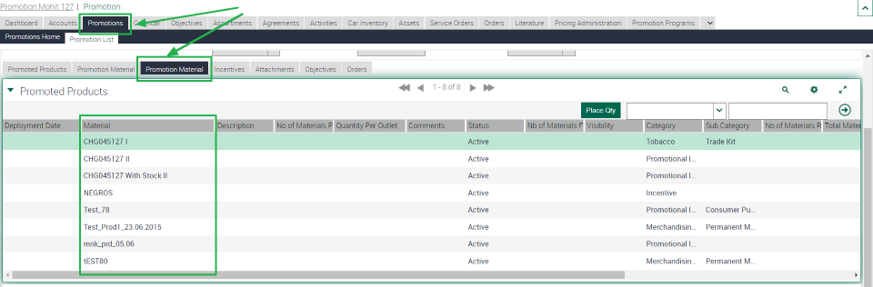 Promotion:Mohit 127 | Promotion:
Dashboard Accounts Promotions Calendar Objectives Assortments Agreements Activities Car Inventory Assets Service Orders Orders Literature Pricing Administration Promotion Programs
Promotions Home Promotion List
Promoted Products Promotion Material Promotion Material Incentives Attachments Objectives Orders
Promoted Products 1 - 8 of 8
Place Qty
Deployment Date Material Description No of Materials P Quantity Per Outlet Comments Status Nb of Materials F Visibility Category Sub Category No of Materials R Total Mater
CHG045127 I Active Tobacco Trade Kit
CHG045127 II Active Promotional I...
CHG045127 With Stock II Active Promotional I...
NEGROS Active Incentive
Test_78 Active Promotional I... Consumer Pu...
Test_Prod1_23.06.2015 Active Merchandisin... Permanent M...
mnk_prd_05.06 Active Promotional I...
tEST80 Active Merchandisin... Permanent M...